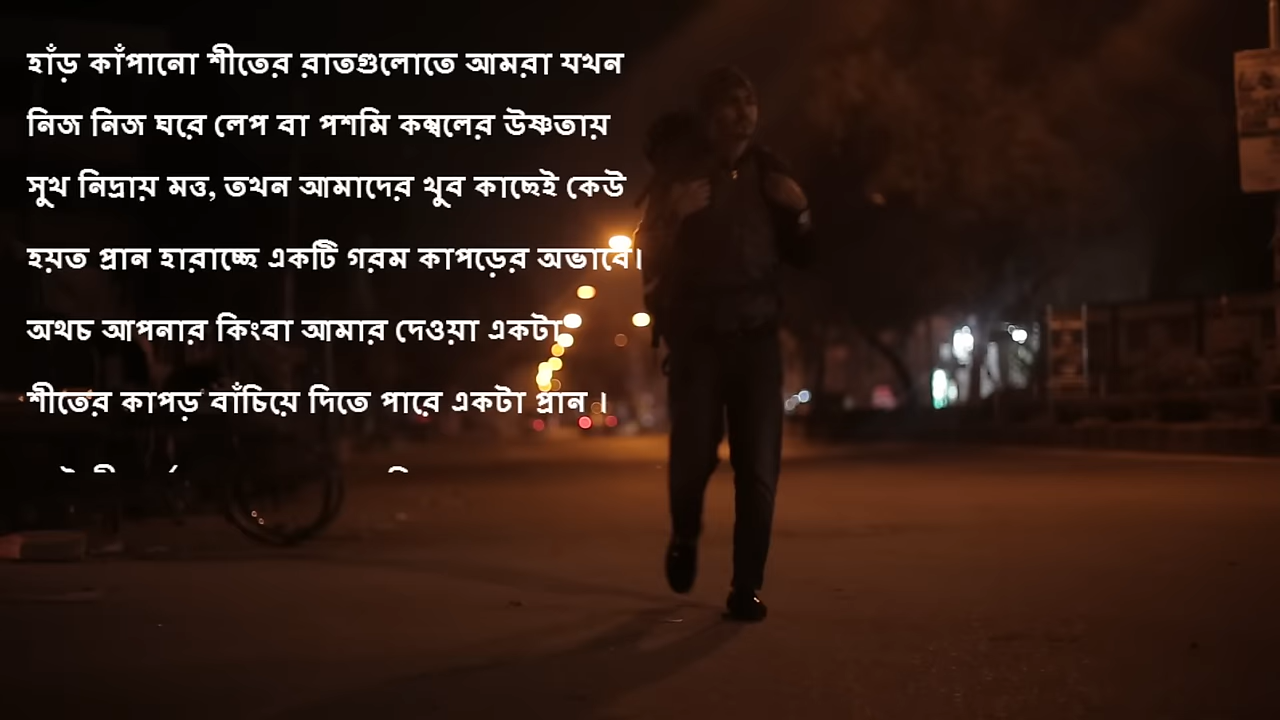 হাঁড় কাঁপানো শীতের রাতগুলোতে আমরা যখন
নিজ নিজ ঘরে লেপ বা পশমি কম্বলের উষ্ণতায়
সুখ নিদ্রায় মত্ত, তখন আমাদের খুব কাছেই কেউ
হয়ত প্রান হারাচ্ছে একটি গরম কাপড়ের অভাবে।
অথচ আপনার কিংবা আমার দেওয়া একটা
শীতের কাপড় বাঁচিয়ে দিতে পারে একটা প্রান ।